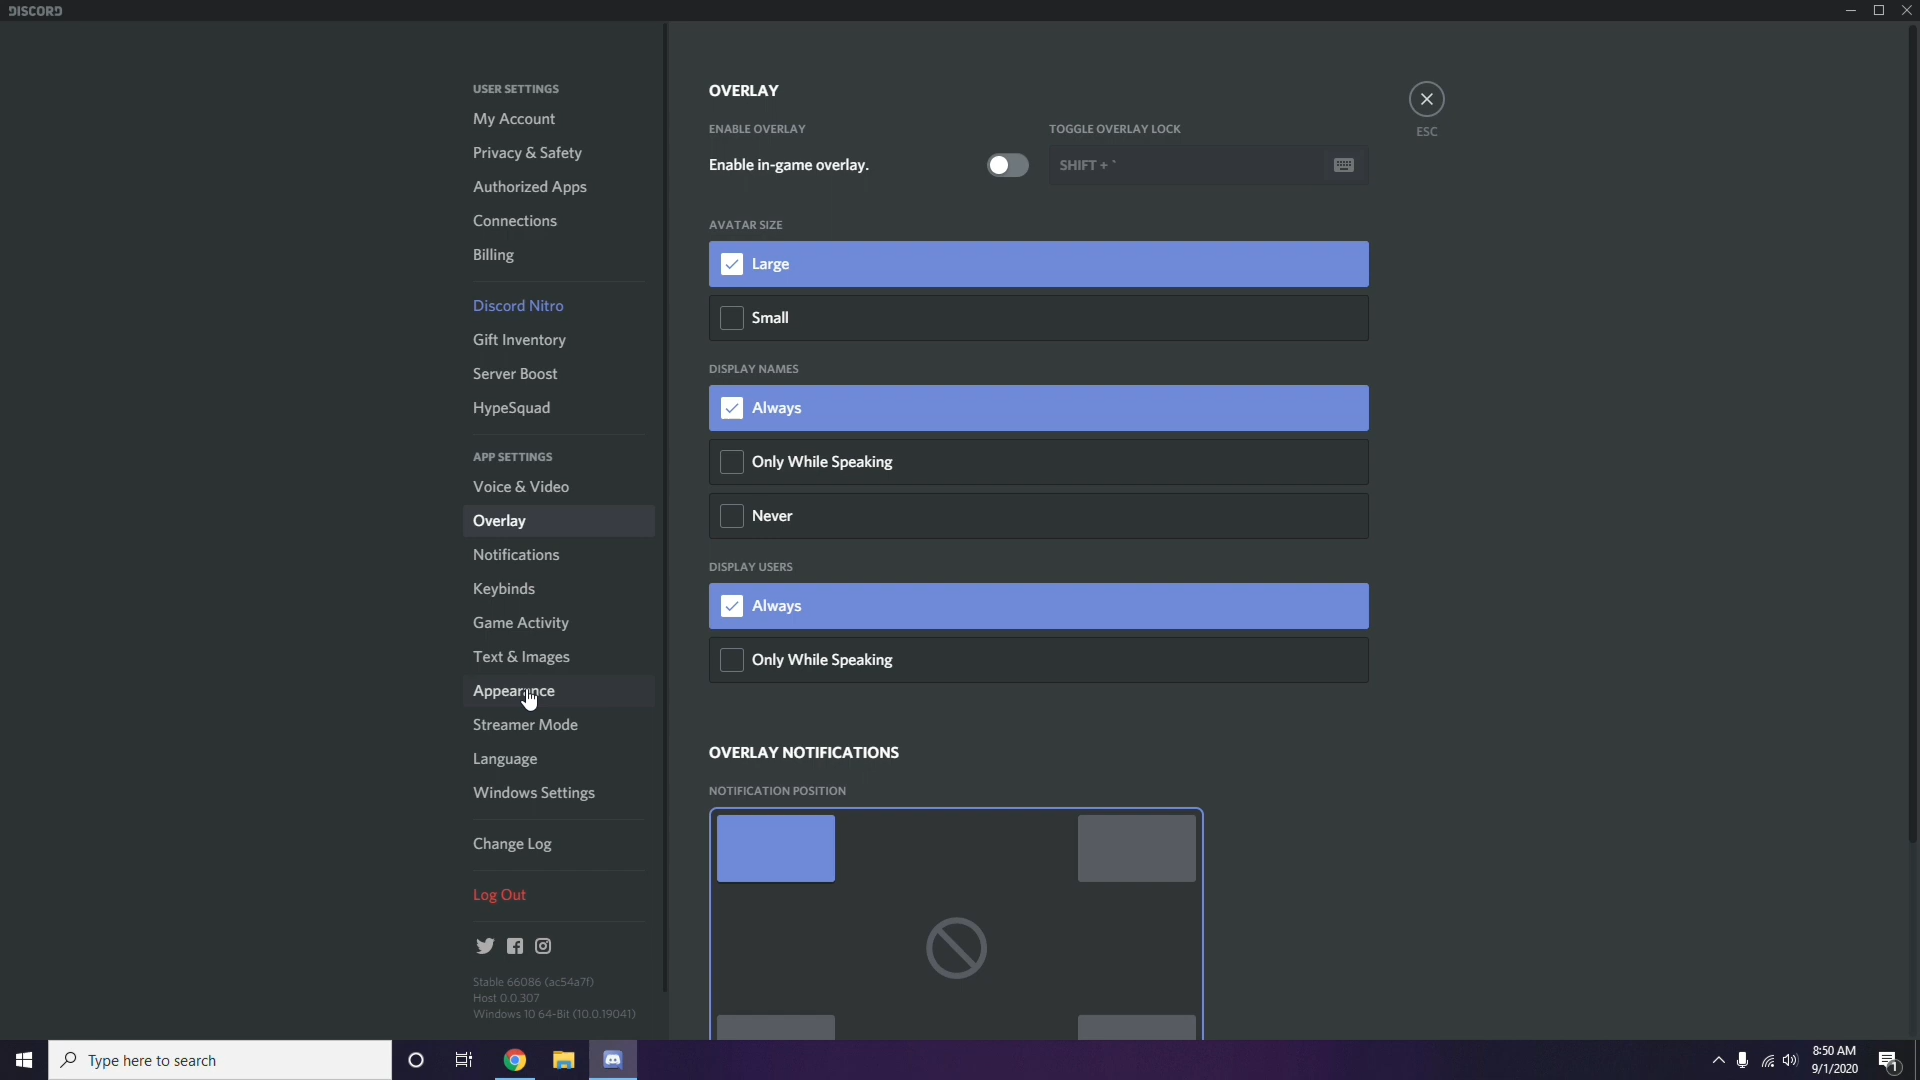 DISCORD
USER SETTINGS
My Account
Privacy & Safety
Authorized Apps
Connections
Billing
Discord Nitro
Gift Inventory
Server Boost
HypeSquad
APP SETTINGS
Voice & Video
Overlay
Notifications
Keybinds
Game Activity
Text & Images
Appearance
Streamer Mode
Language
Windows Settings
Change Log
Log Out
Stable 66086 (ac54a7f)
Host 0.0.307
Windows 10 64-Bit (10.0.19041)
OVERLAY
ENABLE OVERLAY
Enable in-game overlay.
TOGGLE OVERLAY LOCK
SHIFT + `
ESC
AVATAR SIZE
Large
Small
DISPLAY NAMES
Always
Only While Speaking
Never
DISPLAY USERS
Always
Only While Speaking
OVERLAY NOTIFICATIONS
NOTIFICATION POSITION
Type here to search
8:50 AM
9/1/2020
1